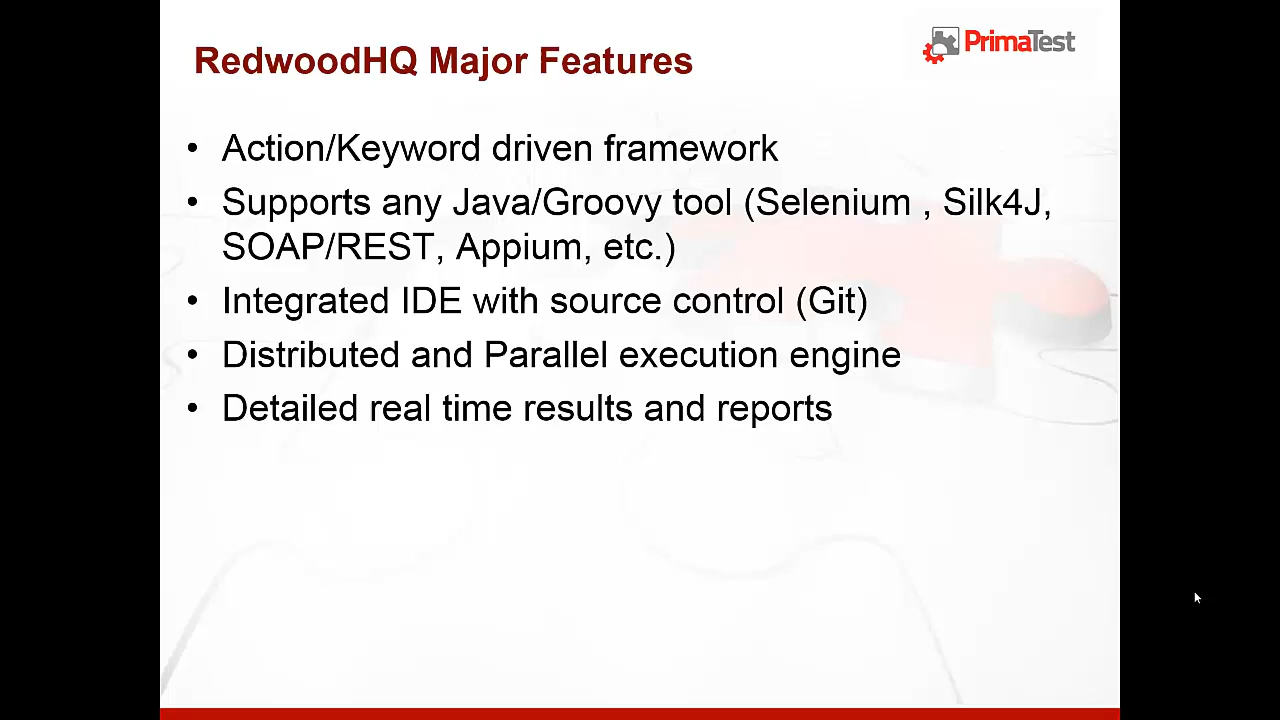 RedwoodHQ Major Features
PrimaTest
• Action/Keyword driven framework
• Supports any Java/Groovy tool (Selenium , Silk4J,
SOAP/REST, Appium, etc.)
• Integrated IDE with source control (Git)
• Distributed and Parallel execution engine
• Detailed real time results and reports